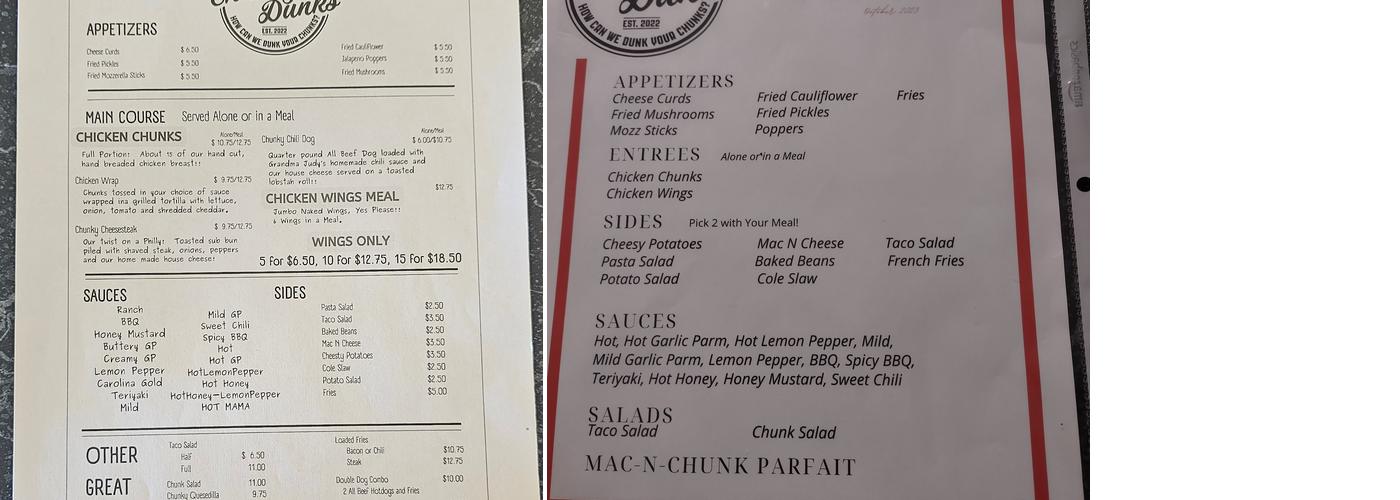 Dunks
EST. 2022
HOW CAN WE DUNK YOUR CHUNKS?
APPETIZERS
Cheese Curds $ 6.50
Fried Pickles $ 5.50
Fried Mozzerella Sticks $ 5.50
Fried Cauliflower $ 5.50
Jalapeno Poppers $ 5.50
Fried Mushrooms $ 5.50
MAIN COURSE Served Alone or in a Meal
CHICKEN CHUNKS Alone/Meal
$ 10.75/12.75
Full Portion: About 15 of our hand cut,
hand breaded chicken breast!!
Chicken Wrap $ 9.75/12.75
Chunks tossed in your choice of sauce
wrapped in a grilled tortilla with lettuce,
onion, tomato and shredded cheddar.
Chunky Cheesesteak $ 9.75/12.75
Our twist on a Philly! Toasted sub bun
piled with shaved steak, onions, peppers
and our home made house cheese!
Alone/Meal
Chunky Chili Dog $ 6.00/$10.75
Quarter pound All Beef Dog loaded with
Grandma Judy's homemade chili sauce and
our house cheese served on a toasted
lobstah roll!!
$12.75
CHICKEN WINGS MEAL
Jumbo Naked Wings, Yes Please!!
6 Wings in a Meal.
WINGS ONLY
5 for $6.50, 10 for $12.75, 15 for $18.50
SAUCES
Ranch
BBQ
Honey Mustard
Buttery GP
Creamy GP
Lemon Pepper
Carolina Gold
Teriyaki
Mild
Mild GP
Sweet Chili
Spicy BBQ
Hot
Hot GP
HotLemonPepper
Hot Honey
HotHoney-LemonPepper
HOT MAMA
SIDES
Pasta Salad $2.50
Taco Salad $3.50
Baked Beans $2.50
Mac N Cheese $3.50
Cheesty Potatoes $3.50
Cole Slaw $2.50
Potato Salad $2.50
Fries $5.00
OTHER
GREAT
Taco Salad
Half $ 6.50
Full 11.00
Chunk Salad 11.00
Chunky Quesedilla 9.75
Loaded Fries
Bacon or Chili $10.75
Steak $12.75
Double Dog Combo $10.00
2 All Beef Hotdogs and Fries
EST. 2022
HOW CAN WE DUNK YOUR CHUNKS?
October 2023
APPETIZERS
Cheese Curds Fried Cauliflower Fries
Fried Mushrooms Fried Pickles
Mozz Sticks Poppers
ENTREES Alone or in a Meal
Chicken Chunks
Chicken Wings
SIDES Pick 2 with Your Meal!
Cheesy Potatoes Mac N Cheese Taco Salad
Pasta Salad Baked Beans French Fries
Potato Salad Cole Slaw
SAUCES
Hot, Hot Garlic Parm, Hot Lemon Pepper, Mild,
Mild Garlic Parm, Lemon Pepper, BBQ, Spicy BBQ,
Teriyaki, Hot Honey, Honey Mustard, Sweet Chili
SALADS
Taco Salad Chunk Salad
MAC-N-CHUNK PARFAIT